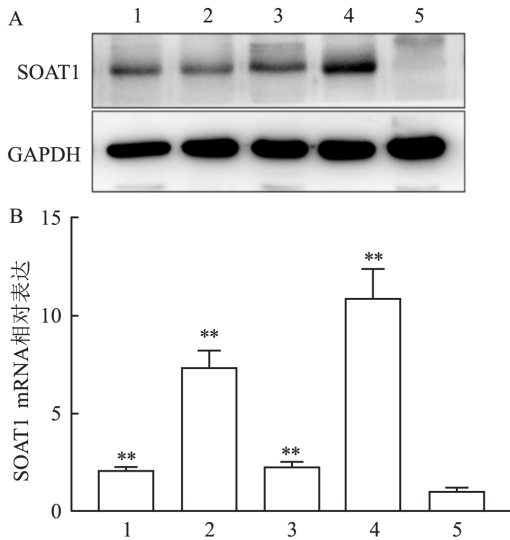 A
1 2 3 4 5
SOAT1
GAPDH
B
SOAT1 mRNA相对表达
15
10
5
0
**
**
**
**
1 2 3 4 5